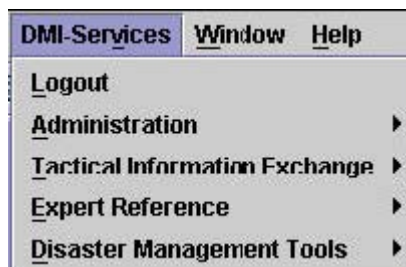 DMI-Services Window Help
Logout
Administration
Tactical Information Exchange
Expert Reference
Disaster Management Tools